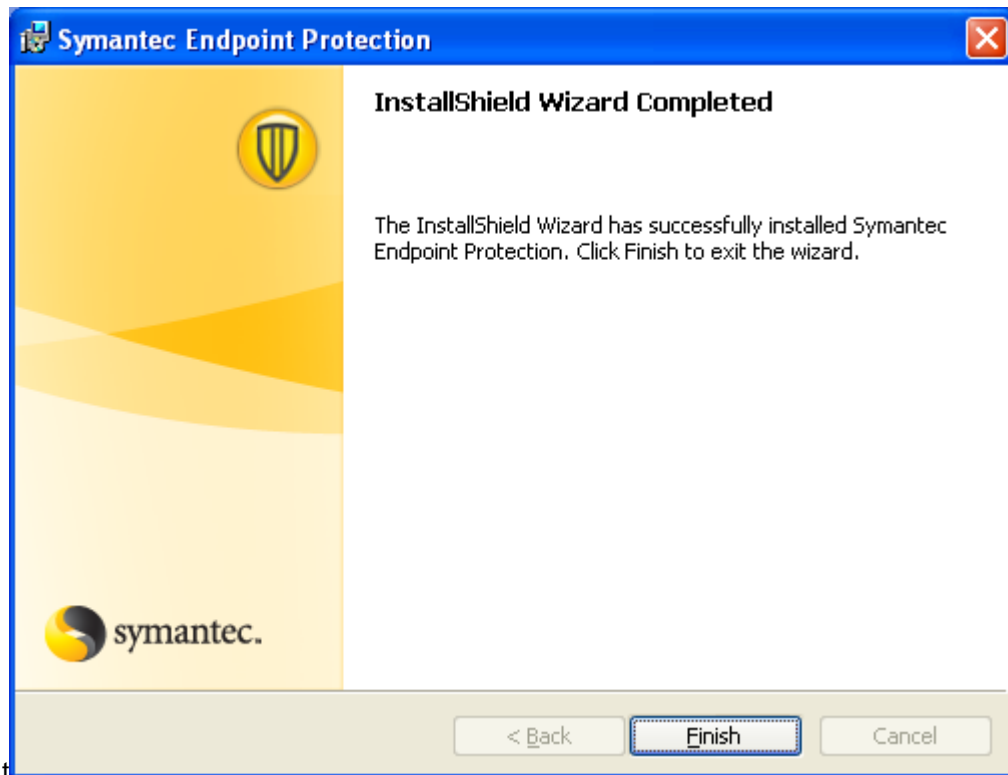 Symantec Endpoint Protection
InstallShield Wizard Completed
The InstallShield Wizard has successfully installed Symantec
Endpoint Protection. Click Finish to exit the wizard.
symantec.
< Back
Finish
Cancel
t